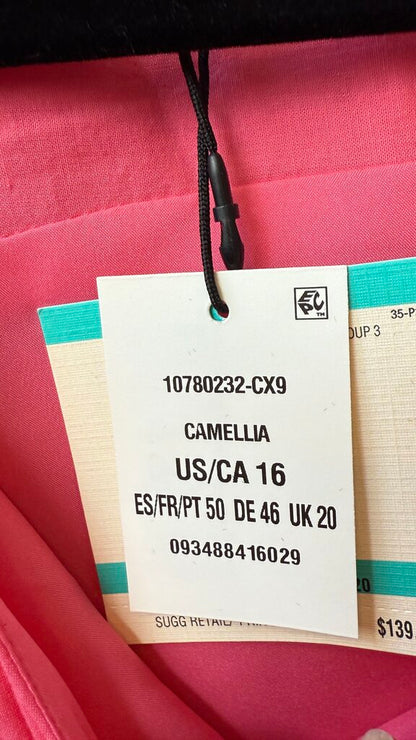 EPC™
35-P
OUP 3
10780232-CX9
CAMELLIA
US/CA 16
ES/FR/PT 50 DE 46 UK 20
093488416029
20
SUGG RETAIL
$139